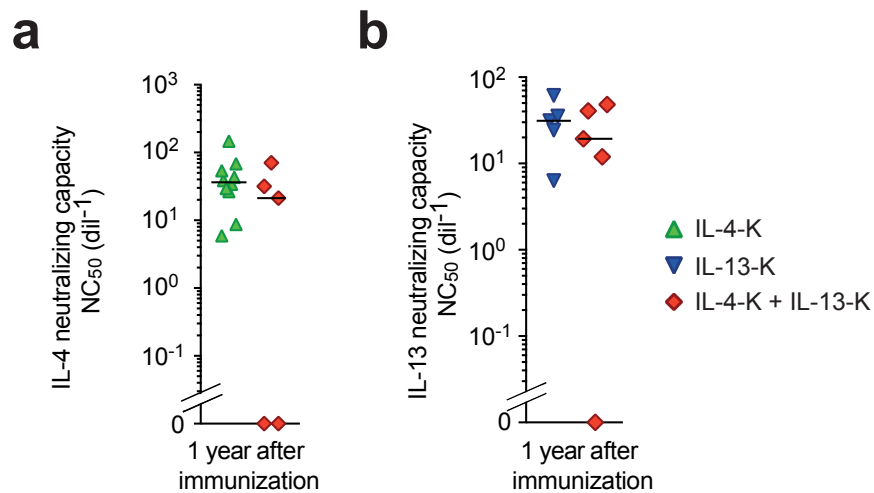 a
IL-4 neutralizing capacity
NC50 (dil-1)
10³
10²
10¹
10⁰
10⁻¹
0
1 year after
immunization
b
IL-13 neutralizing capacity
NC50 (dil-1)
10²
10¹
10⁰
10⁻¹
0
1 year after
immunization
IL-4-K
IL-13-K
IL-4-K + IL-13-K